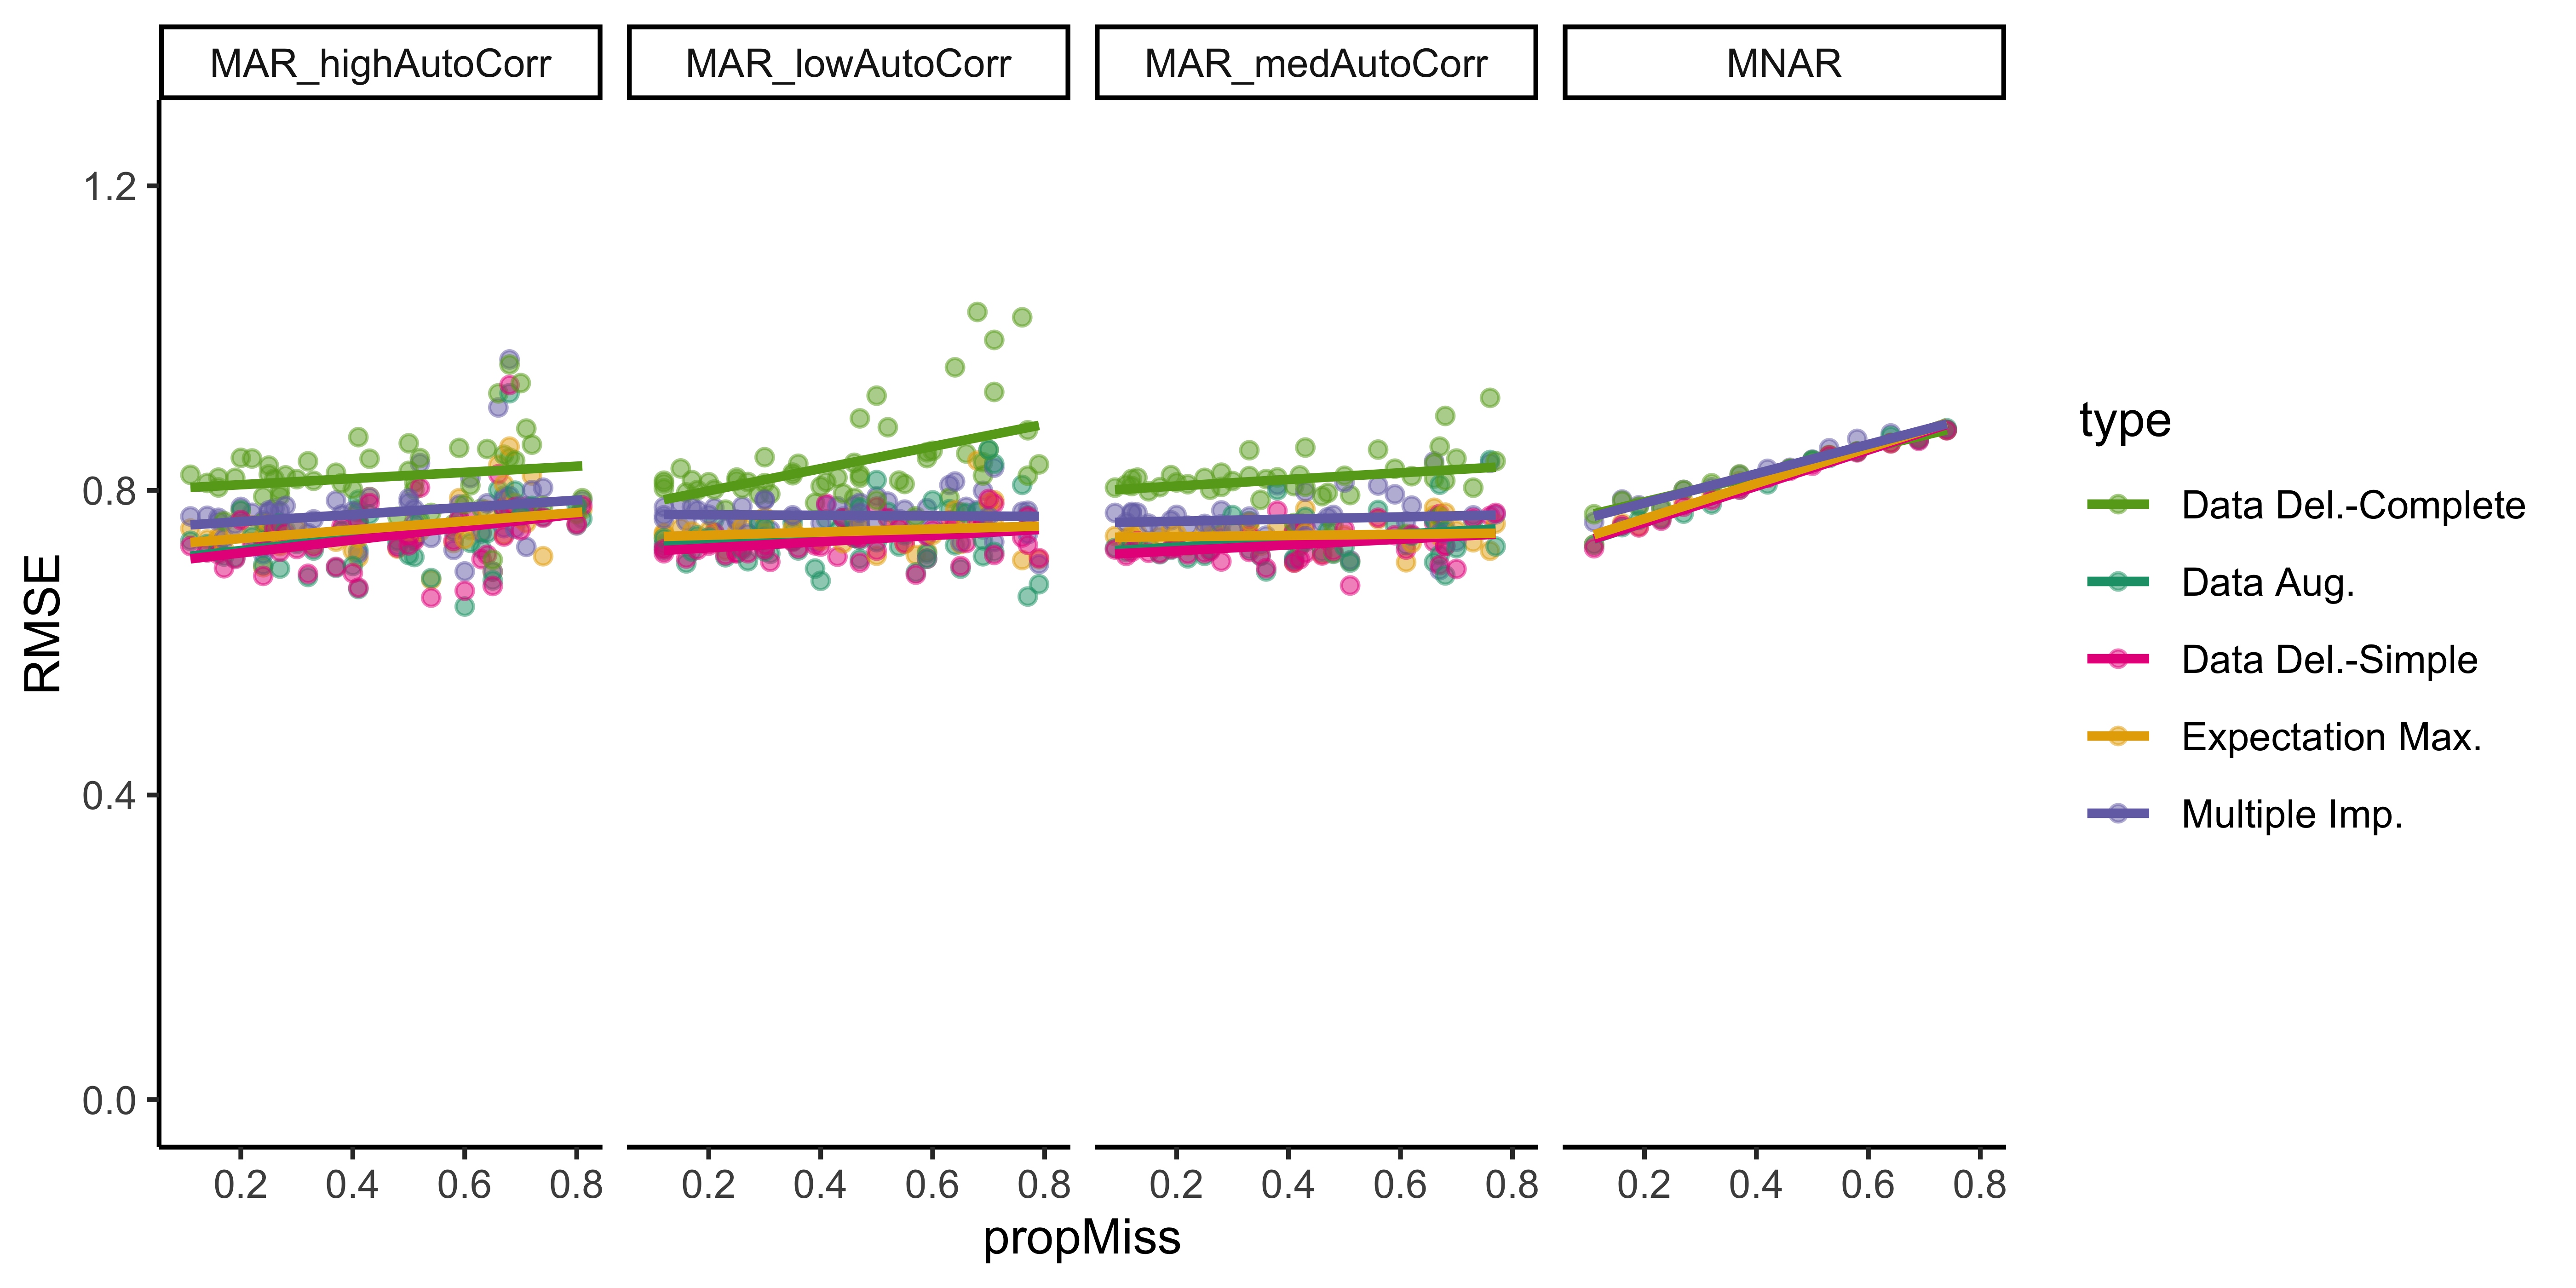 MAR_highAutoCorr MAR_lowAutoCorr MAR_medAutoCorr MNAR
1.2
0.8
0.4
0.0
RMSE
0.2 0.4 0.6 0.8 0.2 0.4 0.6 0.8 0.2 0.4 0.6 0.8 0.2 0.4 0.6 0.8
propMiss
type
Data Del.-Complete
Data Aug.
Data Del.-Simple
Expectation Max.
Multiple Imp.